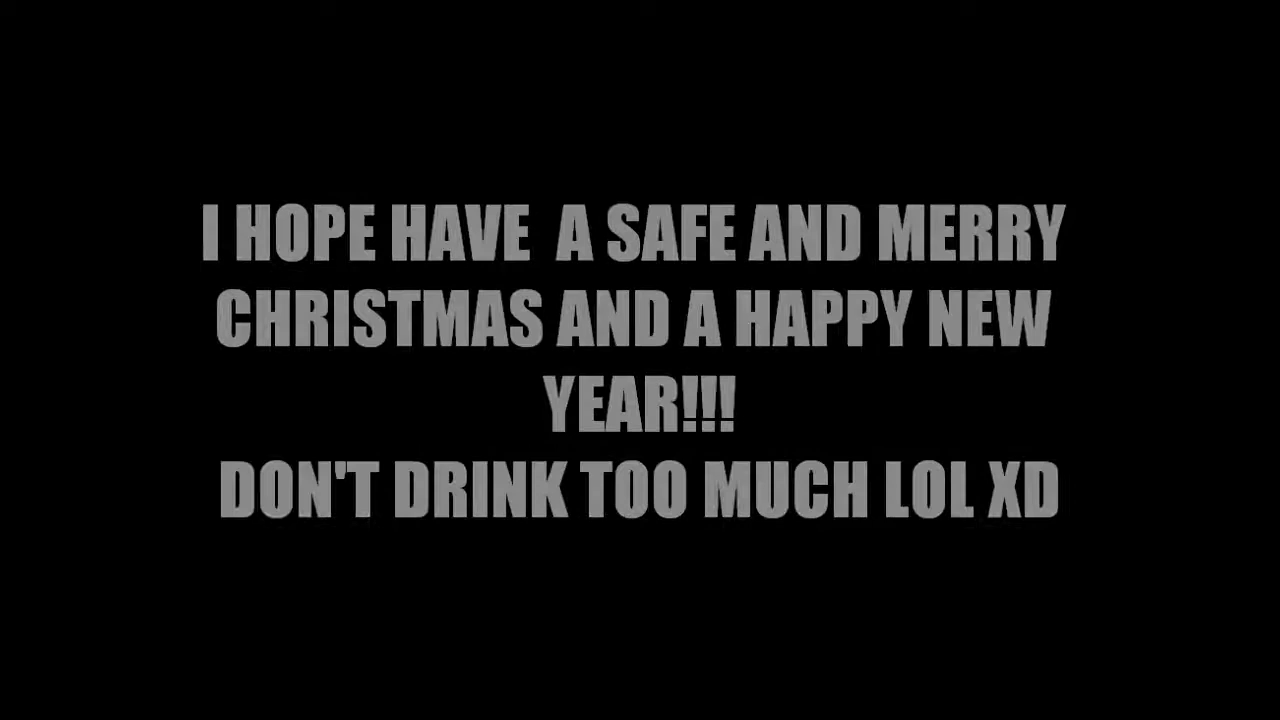 I HOPE HAVE  A SAFE AND MERRY
CHRISTMAS AND A HAPPY NEW
YEAR!!!
DON'T DRINK TOO MUCH LOL XD